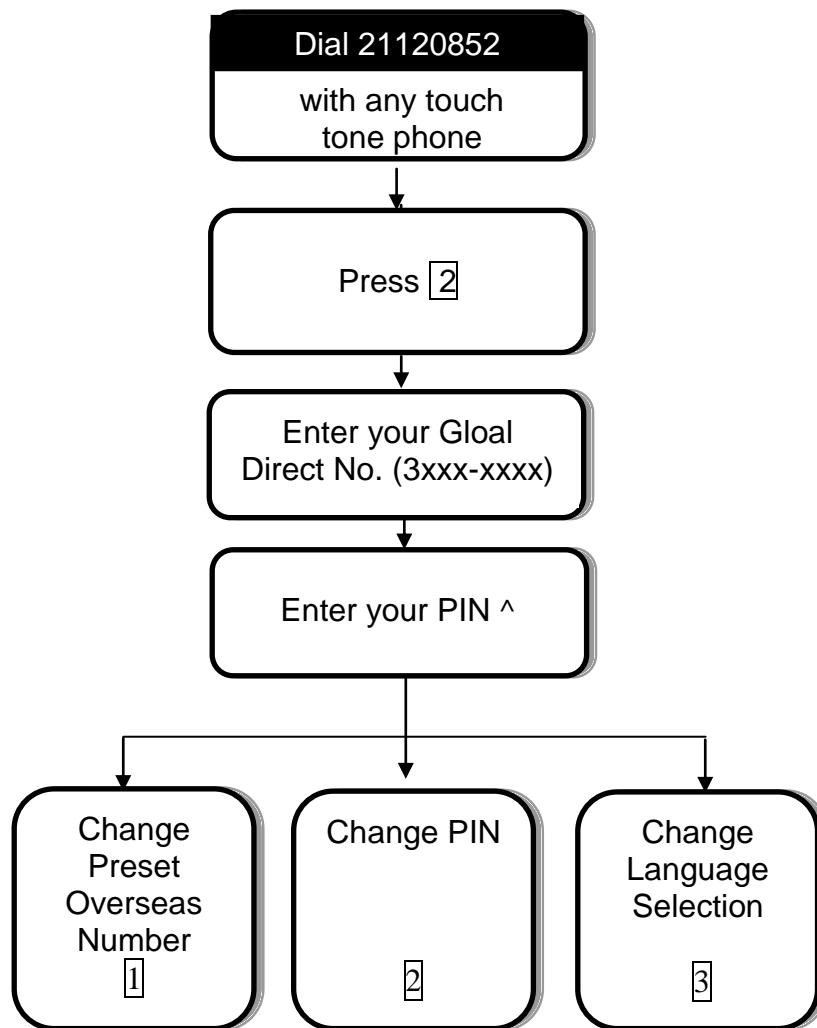 Dial 21120852
with any touch
tone phone
Press 2
Enter your Gloal
Direct No. (3xxx-xxxx)
Enter your PIN ^
Change
Preset
Overseas
Number
1
Change PIN
2
Change
Language
Selection
3